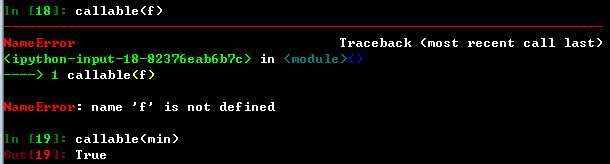 In [18]: callable(f)
---------------------------------------------------------------------------
NameError                                 Traceback (most recent call last)
<ipython-input-18-82376eab6b7c> in <module>()
----> 1 callable(f)
NameError: name 'f' is not defined
In [19]: callable(min)
Out[19]: True